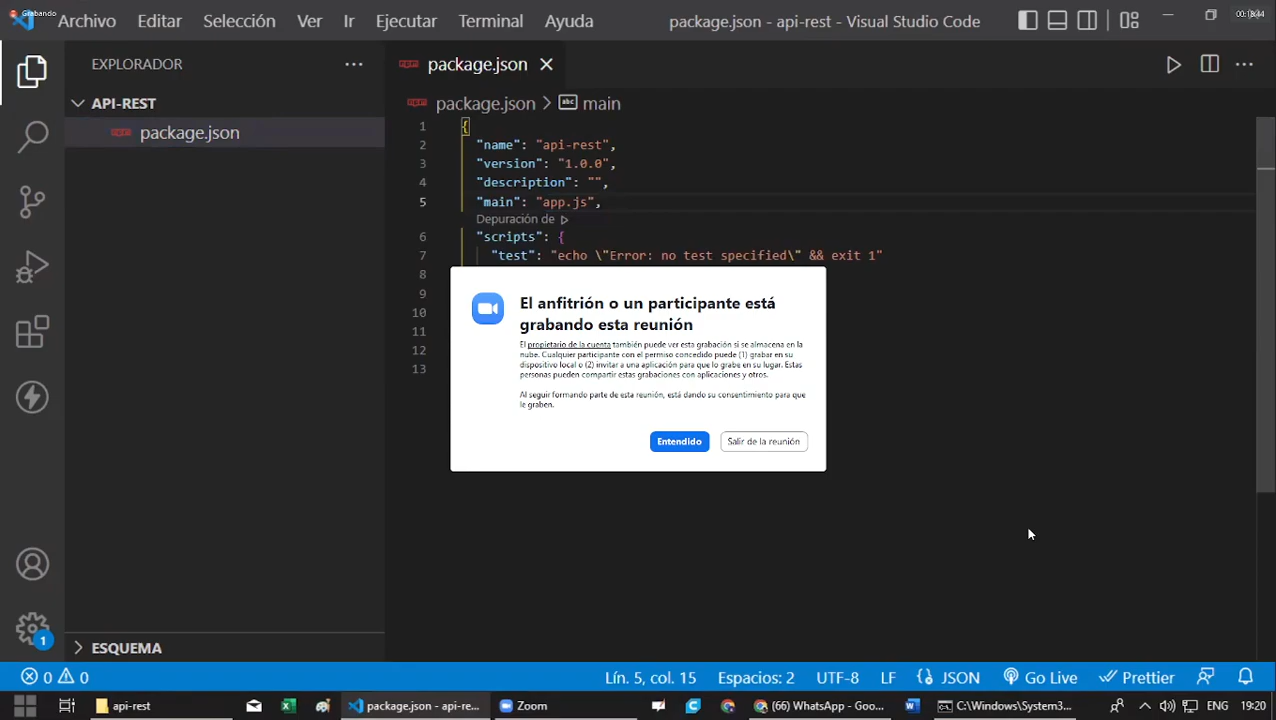 Grabando
Archivo Editar Selección Ver Ir Ejecutar Terminal Ayuda
package.json - api-rest - Visual Studio Code
EXPLORADOR
API-REST
package.json
ESQUEMA
package.json
package.json > abc main
1 {
2 "name": "api-rest",
3 "version": "1.0.0",
4 "description": "",
5 "main": "app.js",
Depuración de
6 "scripts": {
7 "test": "echo \"Error: no test specified\" && exit 1"
8
9
10
11
12
13
El anfitrión o un participante está
grabando esta reunión
El propietario de la cuenta también puede ver esta grabación si se almacena en la
nube. Cualquier participante con el permiso concedido puede (1) grabar en su
dispositivo local o (2) invitar a una aplicación para que lo grabe en su lugar. Estas
personas pueden compartir estas grabaciones con aplicaciones y otros.
Al seguir formando parte de esta reunión, está dando su consentimiento para que
le graben.
Entendido Salir de la reunión
1
0 0 Lín. 5, col. 15 Espacios: 2 UTF-8 LF {} JSON Go Live Prettier
api-rest package.json - api-re... Zoom (66) WhatsApp - Goo... C:\Windows\System3... ENG 19:20